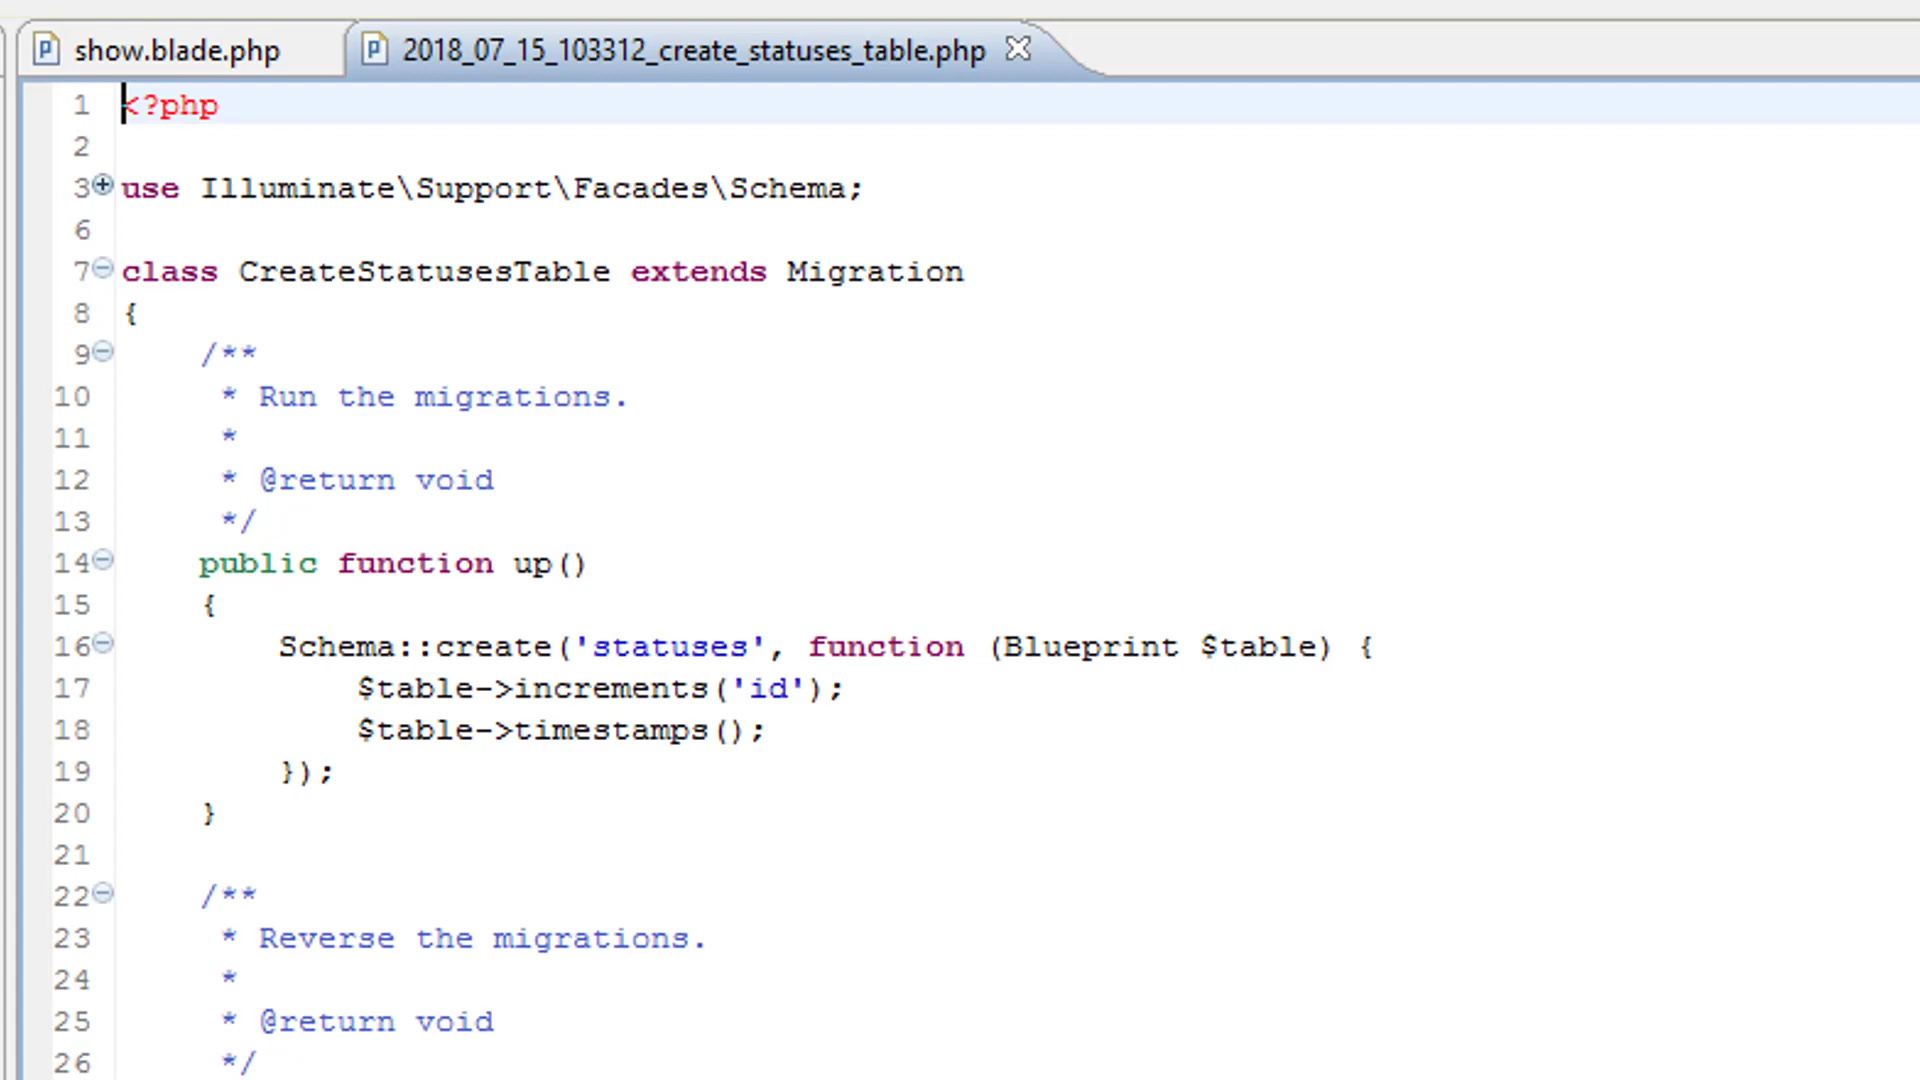 show.blade.php
2018_07_15_103312_create_statuses_table.php
1 <?php
2
3 use Illuminate\Support\Facades\Schema;
6
7 class CreateStatusesTable extends Migration
8 {
9     /**
10      * Run the migrations.
11      *
12      * @return void
13      */
14     public function up()
15     {
16         Schema::create('statuses', function (Blueprint $table) {
17             $table->increments('id');
18             $table->timestamps();
19         });
20     }
21
22     /**
23      * Reverse the migrations.
24      *
25      * @return void
26      */